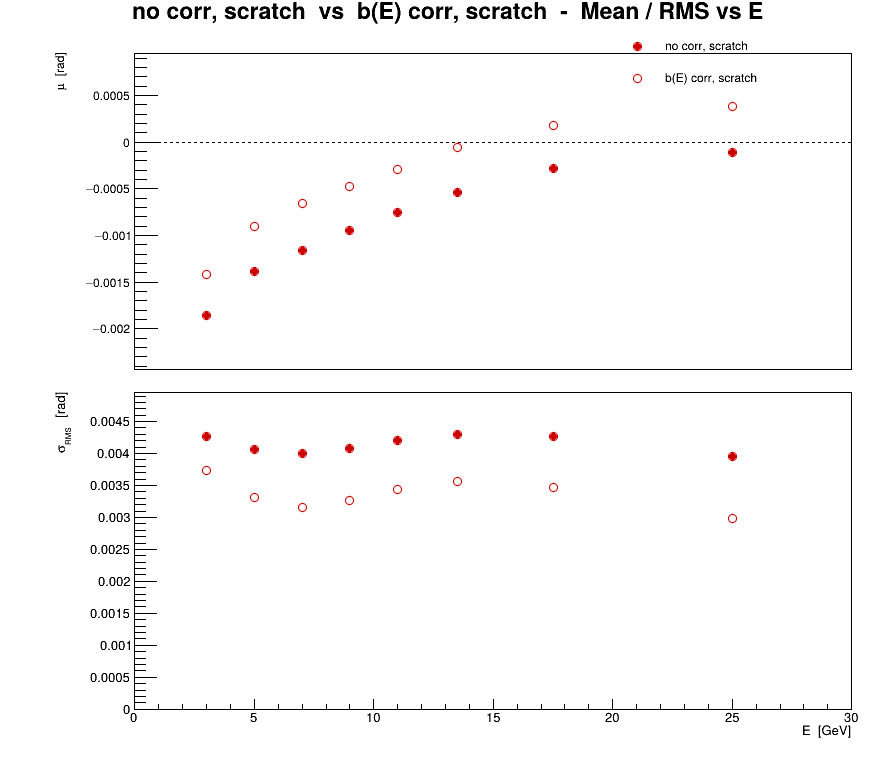 no corr, scratch vs b(E) corr, scratch - Mean / RMS vs E
no corr, scratch
b(E) corr, scratch
μ [rad]
0.0005
0
−0.0005
−0.001
−0.0015
−0.002
σRMS [rad]
0.0045
0.004
0.0035
0.003
0.0025
0.002
0.0015
0.001
0.0005
0
0 5 10 15 20 25 30
E [GeV]